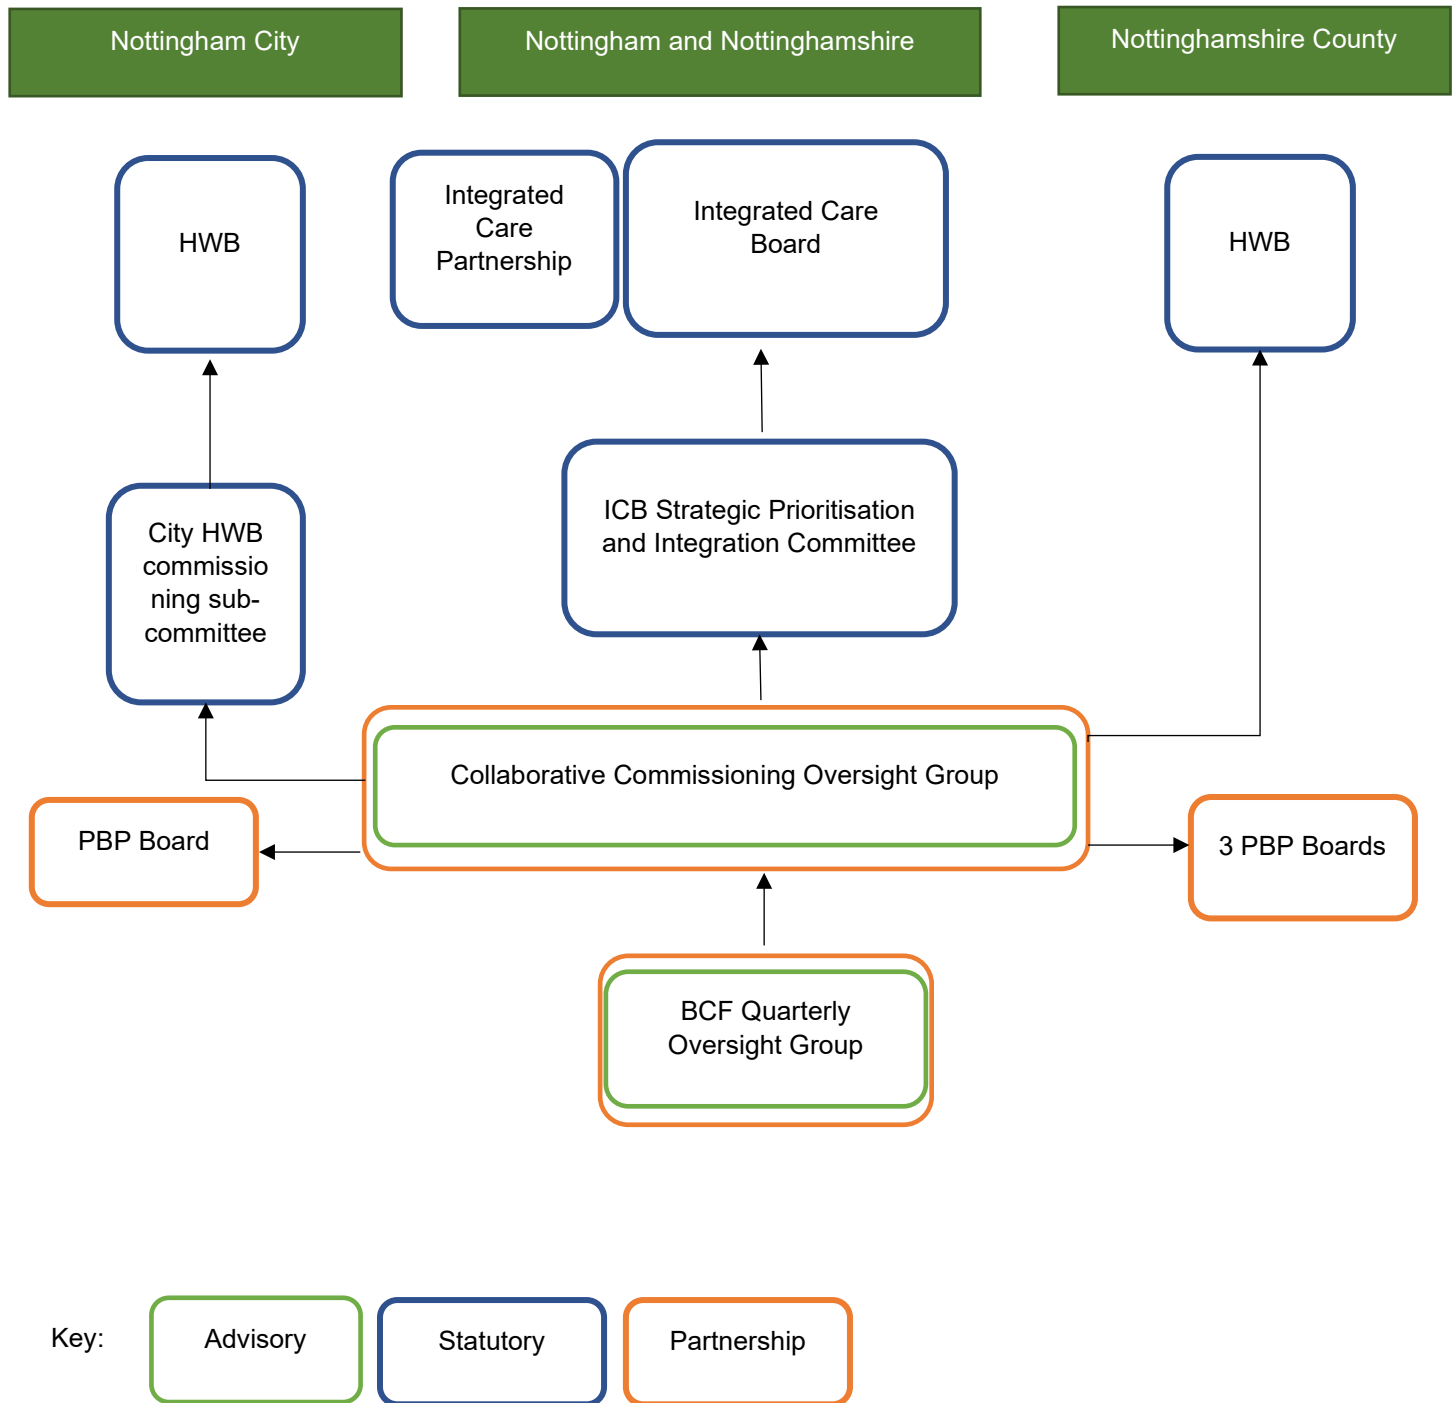 Nottingham City
Nottingham and Nottinghamshire
Nottinghamshire County
HWB
Integrated
Care
Partnership
Integrated Care
Board
HWB
City HWB
commissio
ning sub-
committee
ICB Strategic Prioritisation
and Integration Committee
Collaborative Commissioning Oversight Group
PBP Board
3 PBP Boards
BCF Quarterly
Oversight Group
Key:
Advisory
Statutory
Partnership